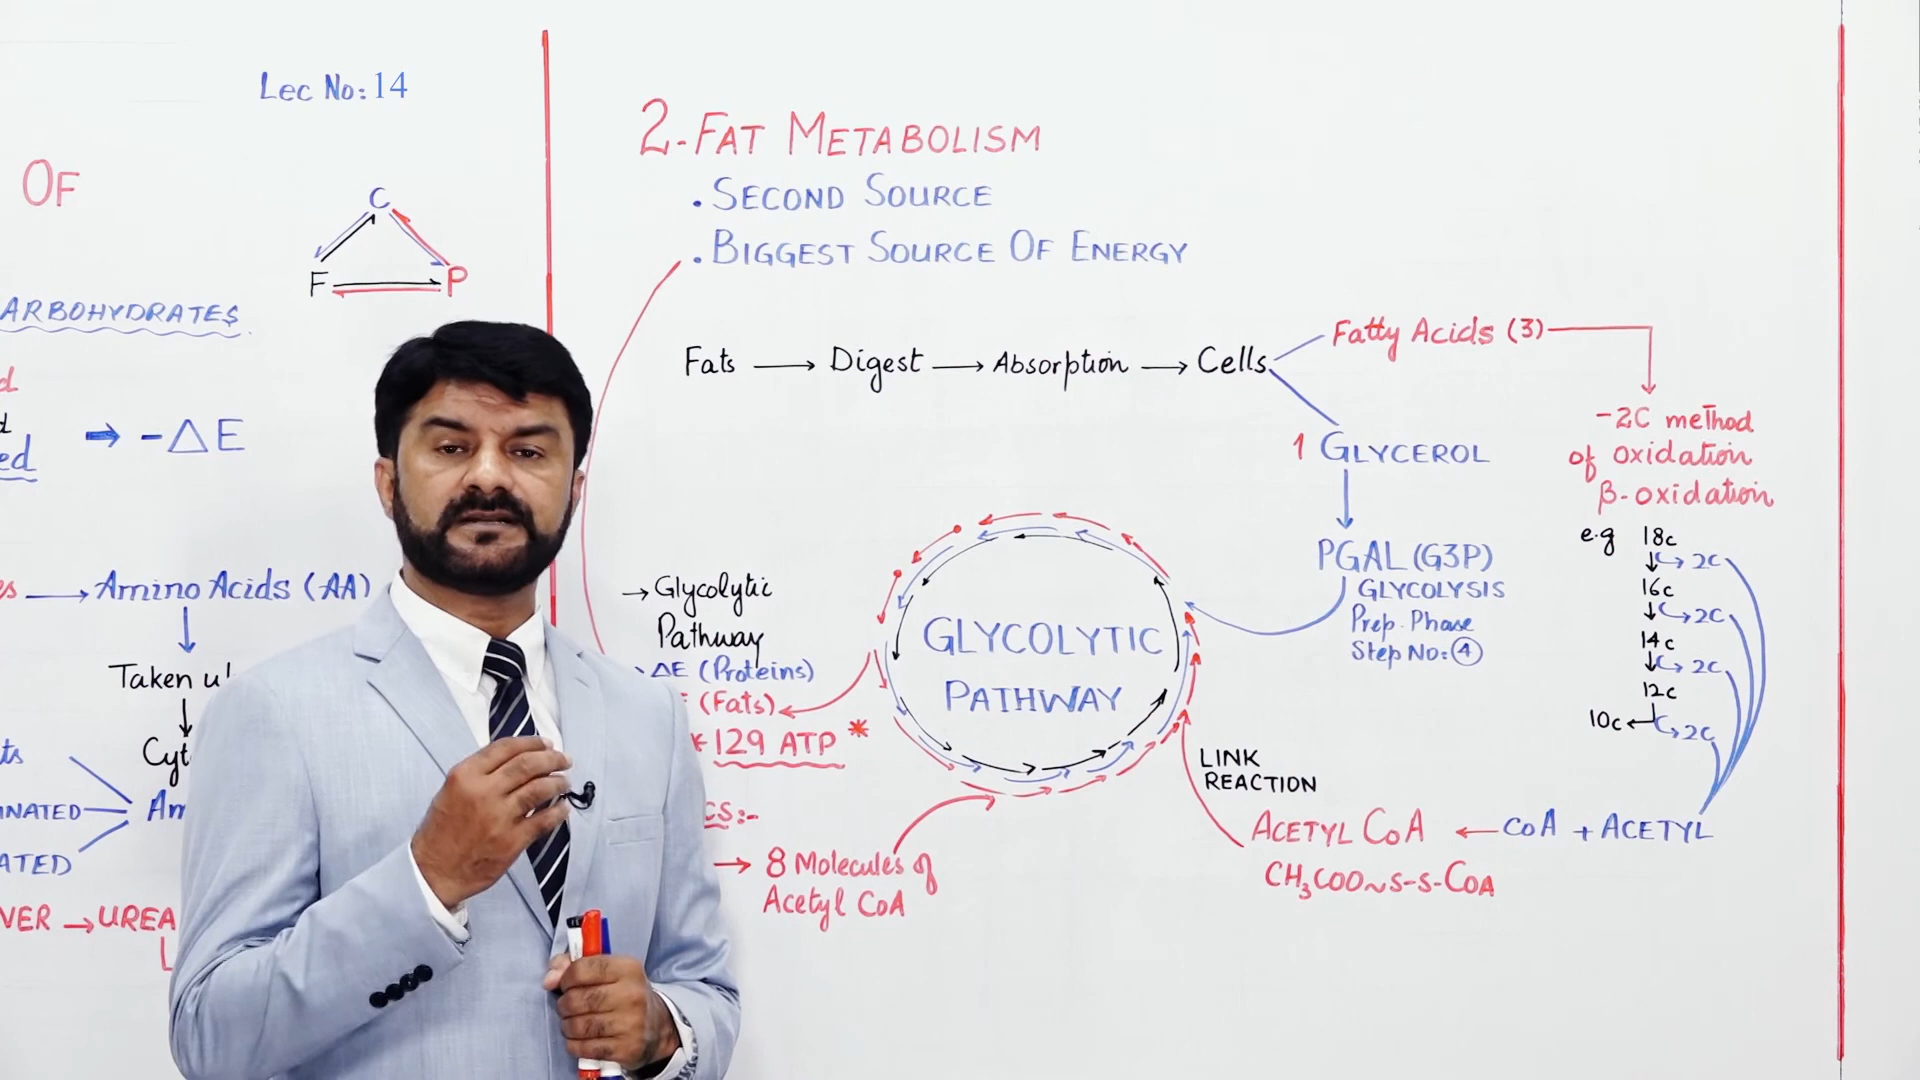 Lec No: 14
OF
C
F
P
ARBOHYDRATES
d
d
ed
→ -ΔE
es → Amino Acids (AA)
Taken u
Cyt
ts
INATED
ATED
Am
VER → UREA
2. FAT METABOLISM
. SECOND SOURCE
. BIGGEST SOURCE OF ENERGY
Fats → Digest → Absorption → Cells
Fatty Acids (3)
1 GLYCEROL
PGAL (G3P)
GLYCOLYSIS
Prep. Phase
Step No: 4
-2C method
of oxidation
β-oxidation
e.g 18c
2c
16c
2c
14c
2c
12c
10c
2c
→ Glycolytic
Pathway
ΔE (Proteins)
(Fats)
129 ATP *
GLYCOLYTIC
PATHWAY
LINK
REACTION
CS:-
→ 8 Molecules of
Acetyl CoA
ACETYL CoA ← CoA + ACETYL
CH₃COO~S-S-COA